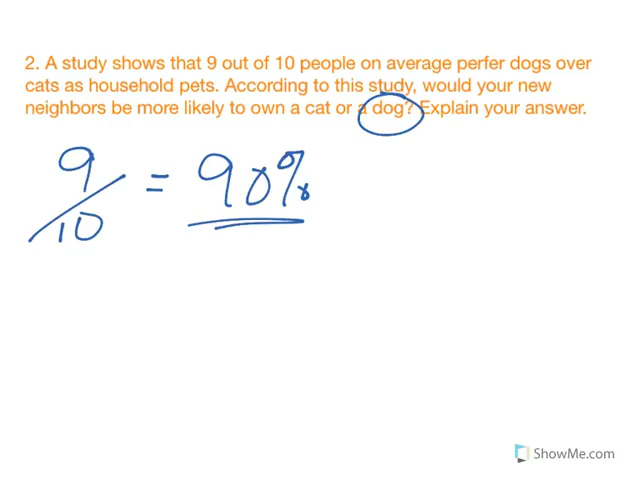 2. A study shows that 9 out of 10 people on average perfer dogs over
cats as household pets. According to this study, would your new
neighbors be more likely to own a cat or a dog? Explain your answer.
9/10 = 90%
ShowMe.com